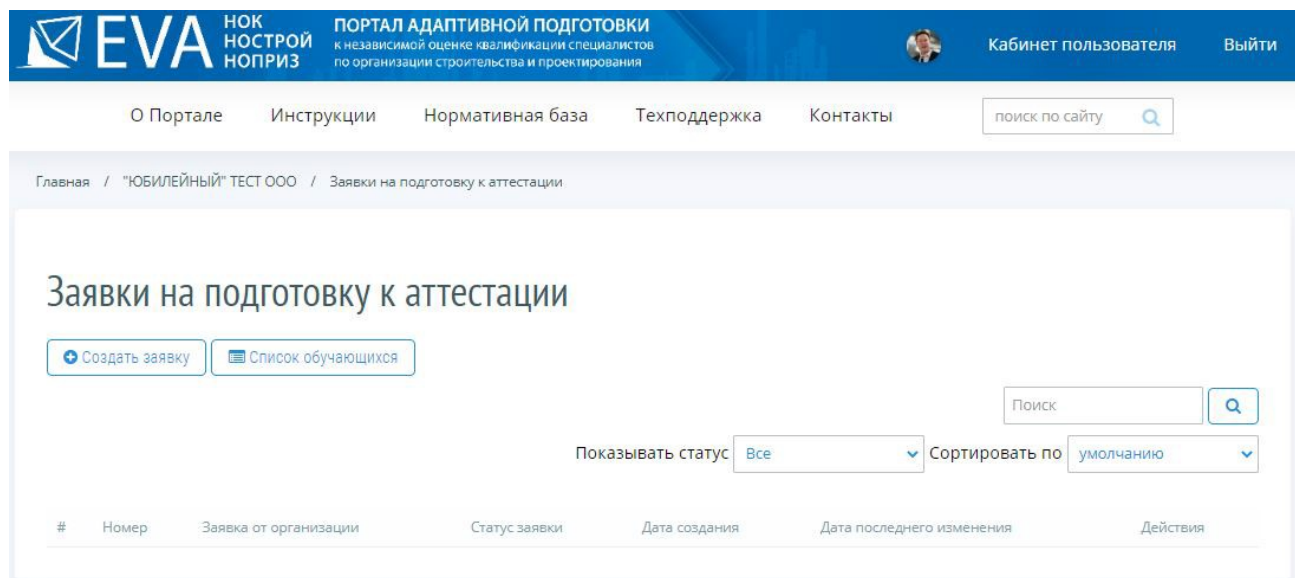 EVA
НОК
НОСТРОЙ
НОПРИЗ
ПОРТАЛ АДАПТИВНОЙ ПОДГОТОВКИ
к независимой оценке квалификации специалистов
по организации строительства и проектирования
Кабинет пользователя Выйти
О Портале Инструкции Нормативная база Техподдержка Контакты поиск по сайту
Главная / "ЮБИЛЕЙНЫЙ" ТЕСТ ООО / Заявки на подготовку к аттестации
Заявки на подготовку к аттестации
Создать заявку Список обучающихся
Поиск
Показывать статус Все Сортировать по умолчанию
# Номер Заявка от организации Статус заявки Дата создания Дата последнего изменения Действия